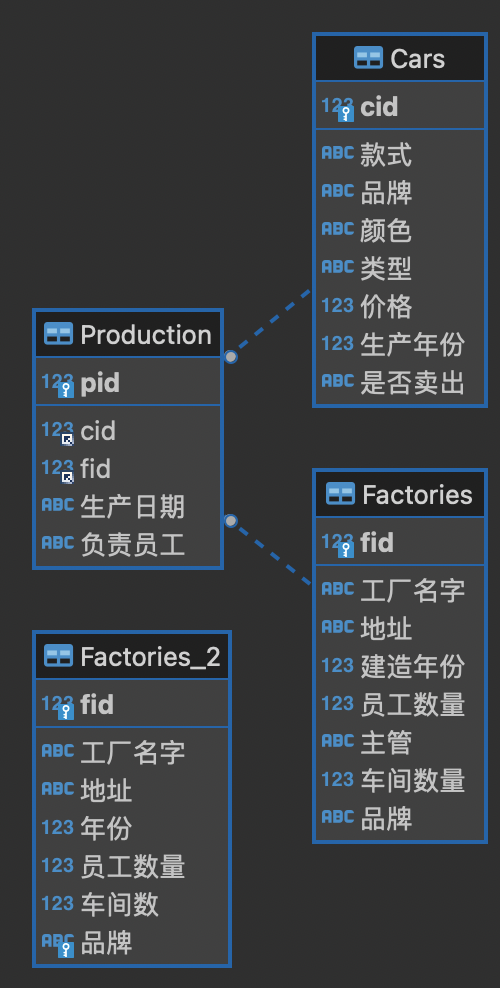 Cars
123 cid
ABC 款式
ABC 品牌
ABC 颜色
ABC 类型
123 价格
123 生产年份
ABC 是否卖出
Production
123 pid
123 cid
123 fid
ABC 生产日期
ABC 负责员工
Factories
123 fid
ABC 工厂名字
ABC 地址
123 建造年份
123 员工数量
ABC 主管
123 车间数量
ABC 品牌
Factories_2
123 fid
ABC 工厂名字
ABC 地址
123 年份
123 员工数量
123 车间数
ABC 品牌